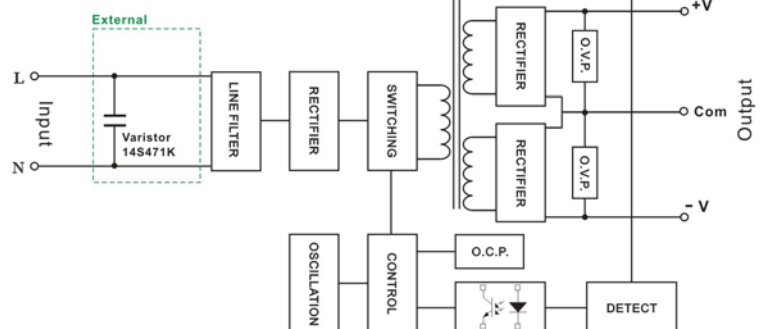 External
+V
L
Input
N
Varistor
14S471K
LINE FILTER
RECTIFIER
SWITCHING
RECTIFIER
O.V.P.
Com
Output
RECTIFIER
O.V.P.
- V
OSCILLATION
CONTROL
O.C.P.
DETECT